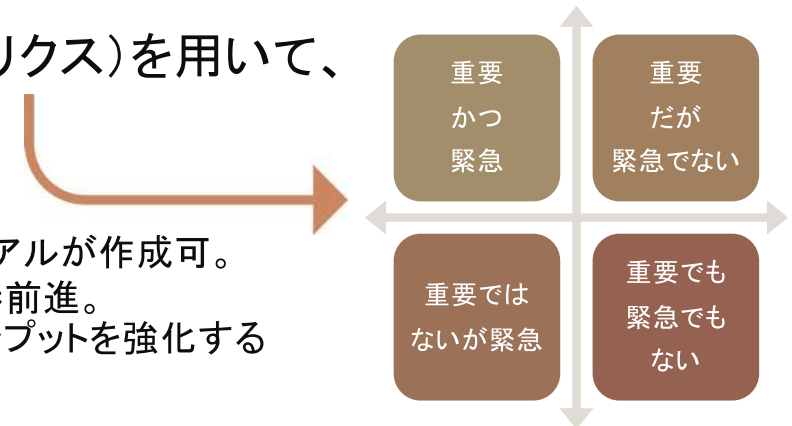 リクス）を用いて、
アルが作成可。
前進。
プットを強化する
重要
かつ
緊急
重要
だが
緊急でない
重要では
ないが緊急
重要でも
緊急でも
ない